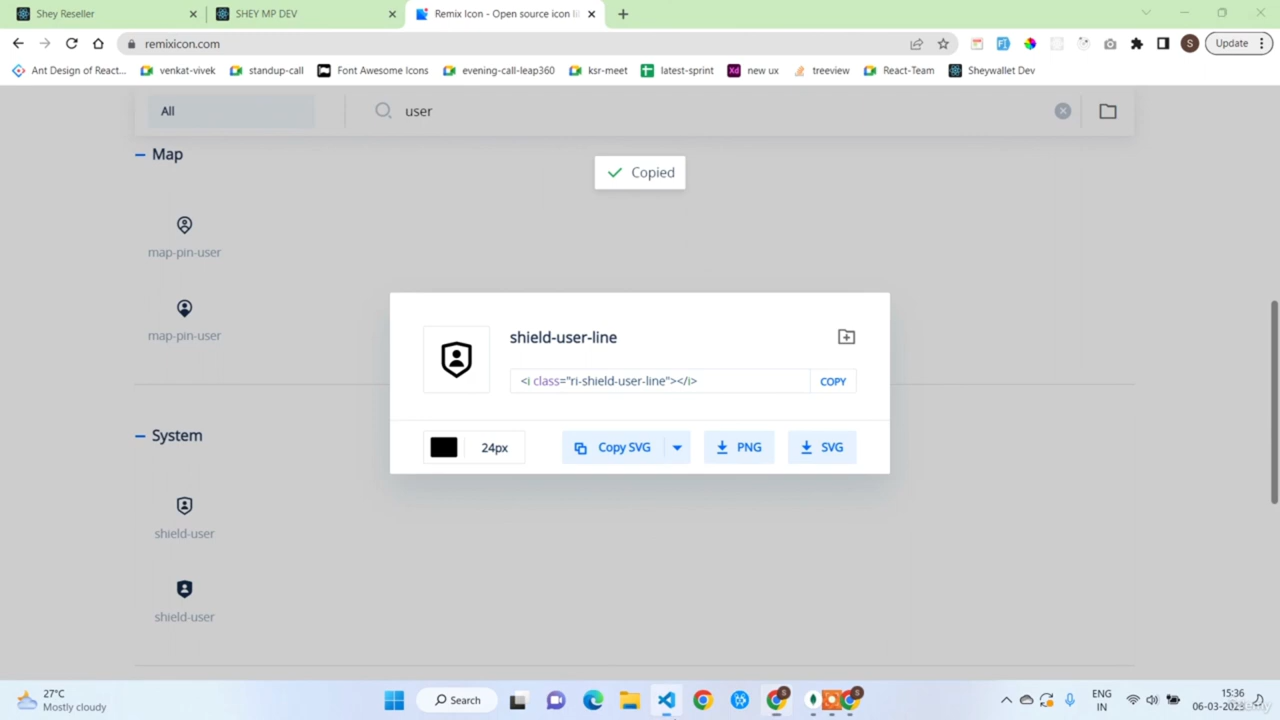 Shey Reseller
SHEY MP DEV
Remix Icon - Open source icon li
remixicon.com
S
Update
Ant Design of React...
venkat-vivek
standup-call
Font Awesome Icons
evening-call-leap360
ksr-meet
latest-sprint
Xd
new ux
treeview
React-Team
Sheywallet Dev
All
user
Map
Copied
map-pin-user
map-pin-user
shield-user-line
<i class="ri-shield-user-line"></i>
COPY
24px
Copy SVG
PNG
SVG
System
shield-user
shield-user
27°C
Mostly cloudy
Search
ENG
IN
15:36
06-03-2023